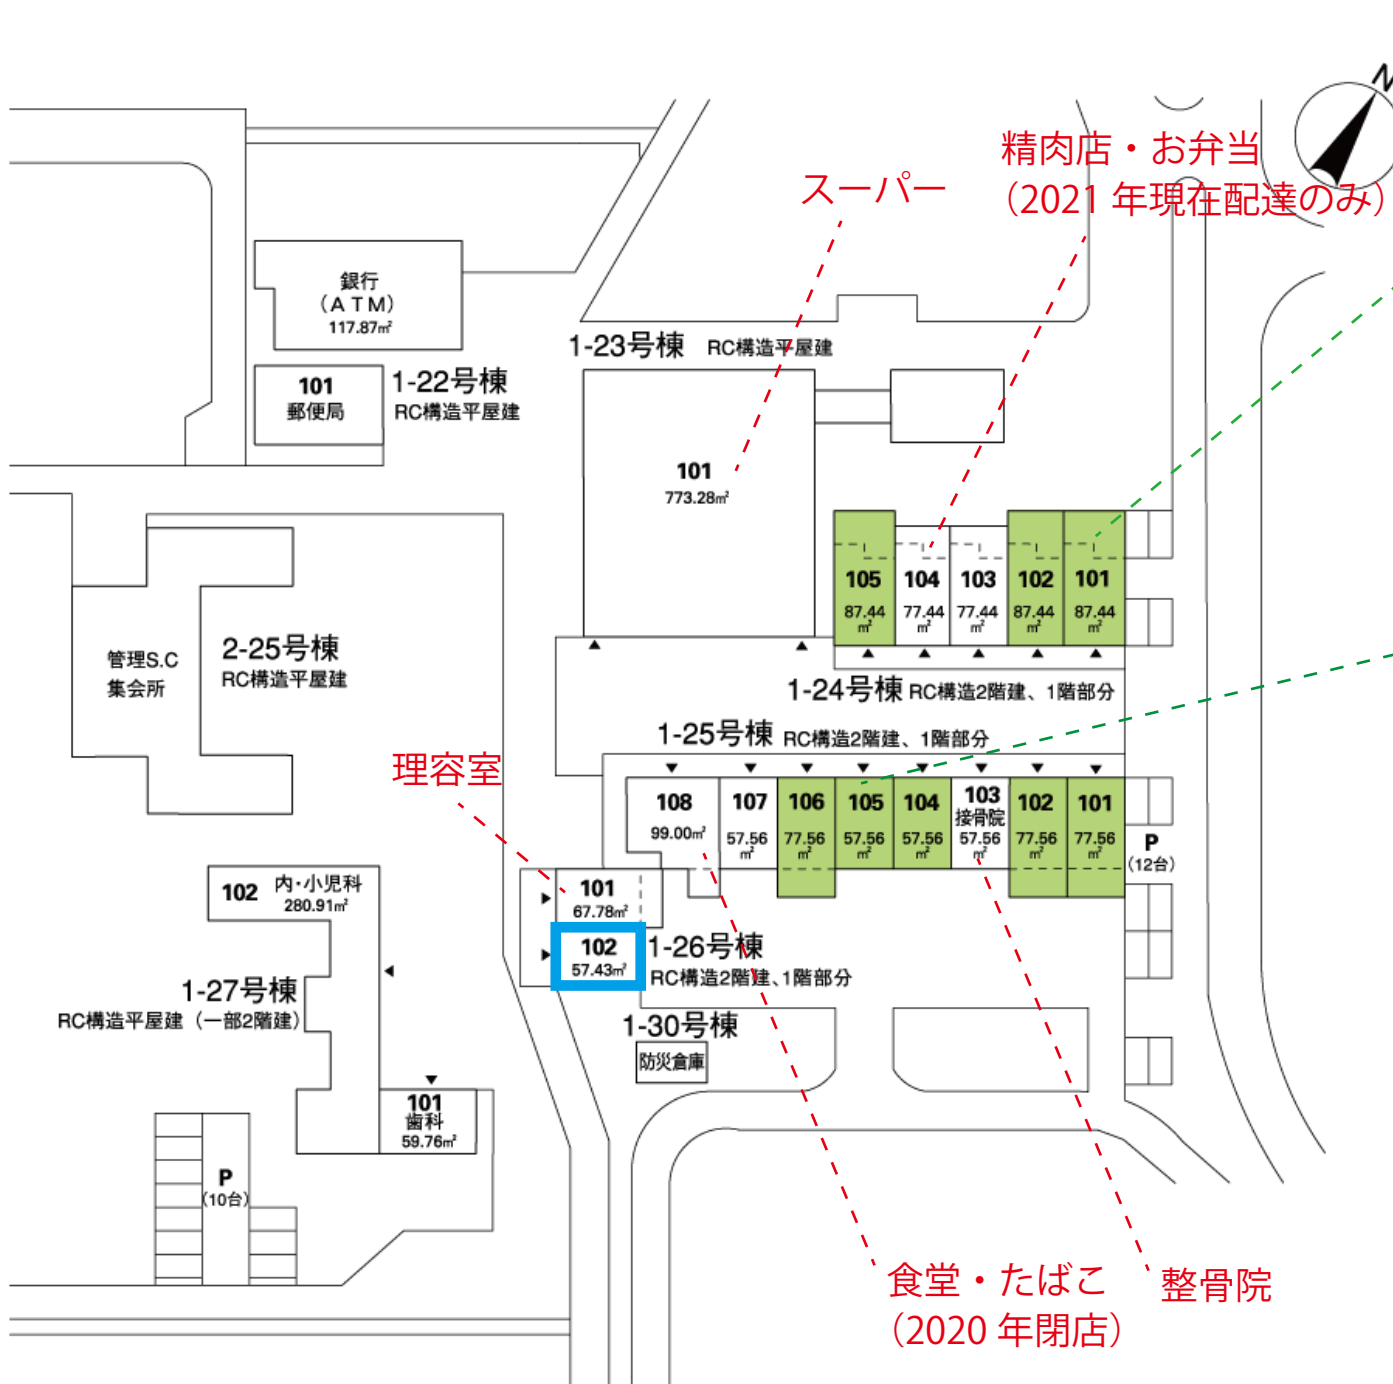 N
精肉店・お弁当
（2021 年現在配達のみ）
スーパー
銀行
（ＡＴＭ）
117.87㎡
101
郵便局
1-22号棟
RC構造平屋建
1-23号棟 RC構造平屋建
101
773.28㎡
105
87.44
㎡
104
77.44
㎡
103
77.44
㎡
102
87.44
㎡
101
87.44
㎡
1-24号棟 RC構造2階建、1階部分
管理S.C
集会所
2-25号棟
RC構造平屋建
1-25号棟 RC構造2階建、1階部分
理容室
108
99.00㎡
107
57.56
㎡
106
77.56
㎡
105
57.56
㎡
104
57.56
㎡
103
接骨院
57.56
㎡
102
77.56
㎡
101
77.56
㎡
P
（12台）
101
67.78㎡
102
57.43㎡
1-26号棟
RC構造2階建、1階部分
102 内・小児科
280.91㎡
1-27号棟
RC構造平屋建（一部2階建）
1-30号棟
防災倉庫
101
歯科
59.76㎡
P
（10台）
食堂・たばこ
（2020 年閉店）
整骨院